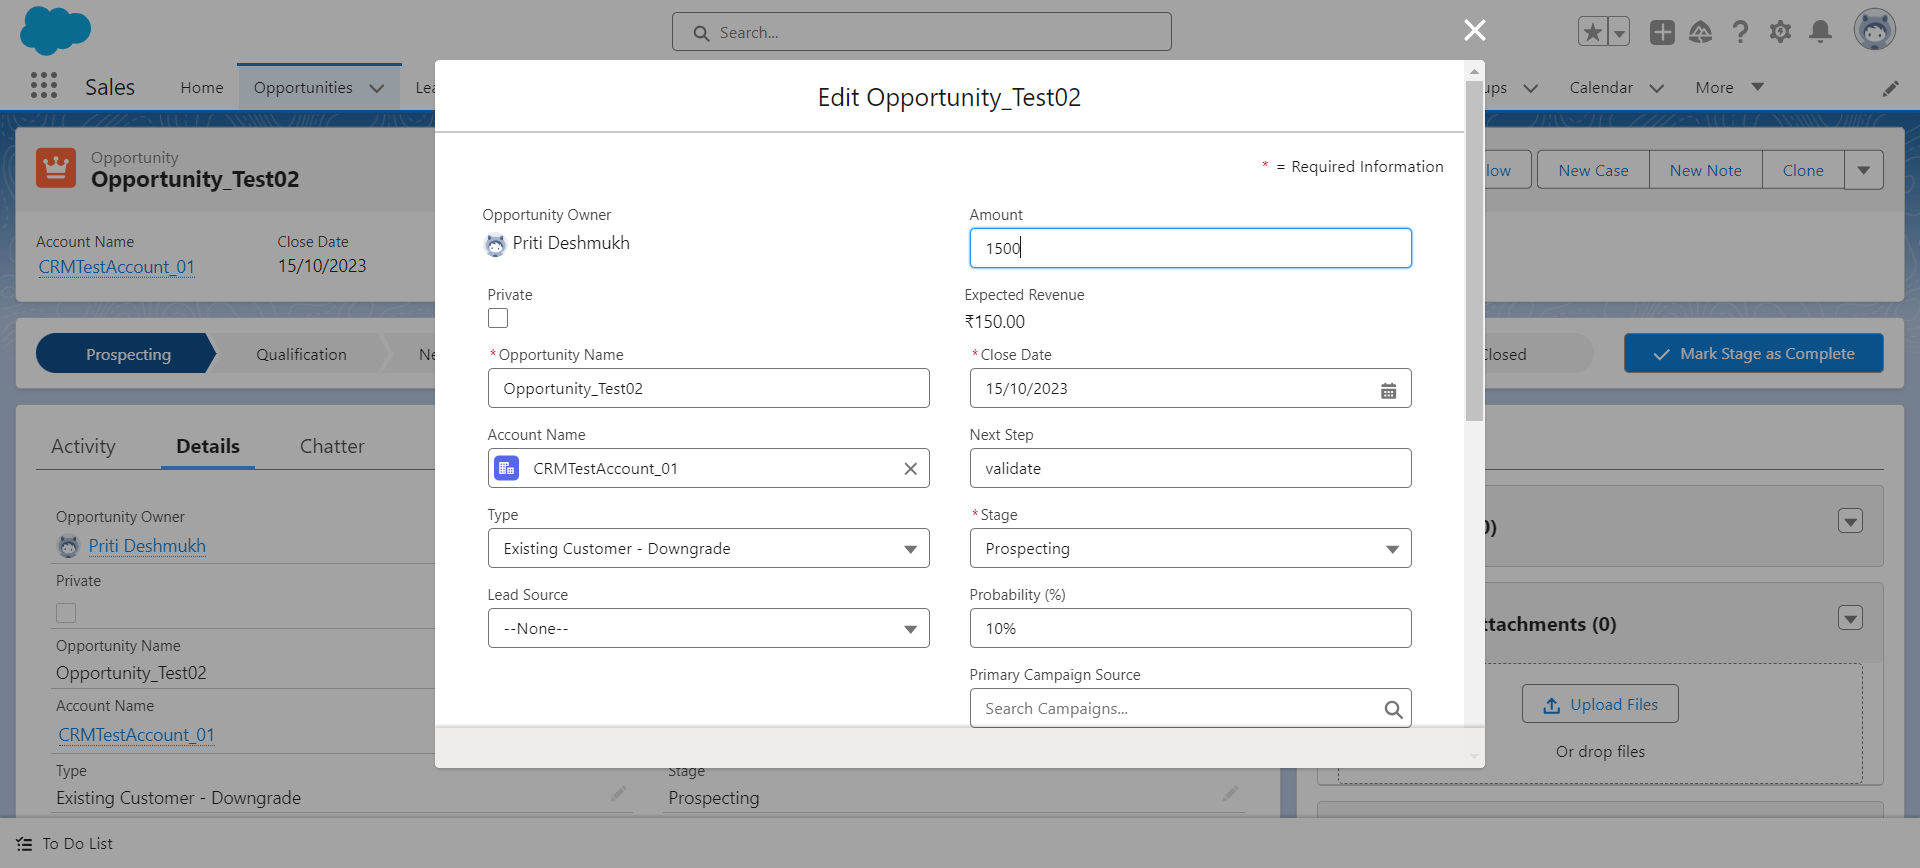 Search...
Sales
Home
Opportunities
Lea
ups
Calendar
More
Opportunity
Opportunity_Test02
low
New Case
New Note
Clone
Account Name
CRMTestAccount_01
Close Date
15/10/2023
Prospecting
Qualification
Ne
Closed
Mark Stage as Complete
Activity
Details
Chatter
Opportunity Owner
Priti Deshmukh
Private
Opportunity Name
Opportunity_Test02
Account Name
CRMTestAccount_01
Type
Existing Customer - Downgrade
Stage
Prospecting
Edit Opportunity_Test02
* = Required Information
Opportunity Owner
Priti Deshmukh
Amount
1500
Private
Expected Revenue
₹150.00
*Opportunity Name
Opportunity_Test02
*Close Date
15/10/2023
Account Name
CRMTestAccount_01
Next Step
validate
Type
Existing Customer - Downgrade
*Stage
Prospecting
Lead Source
--None--
Probability (%)
10%
Primary Campaign Source
Search Campaigns...
0)
ttachments (0)
Upload Files
Or drop files
To Do List